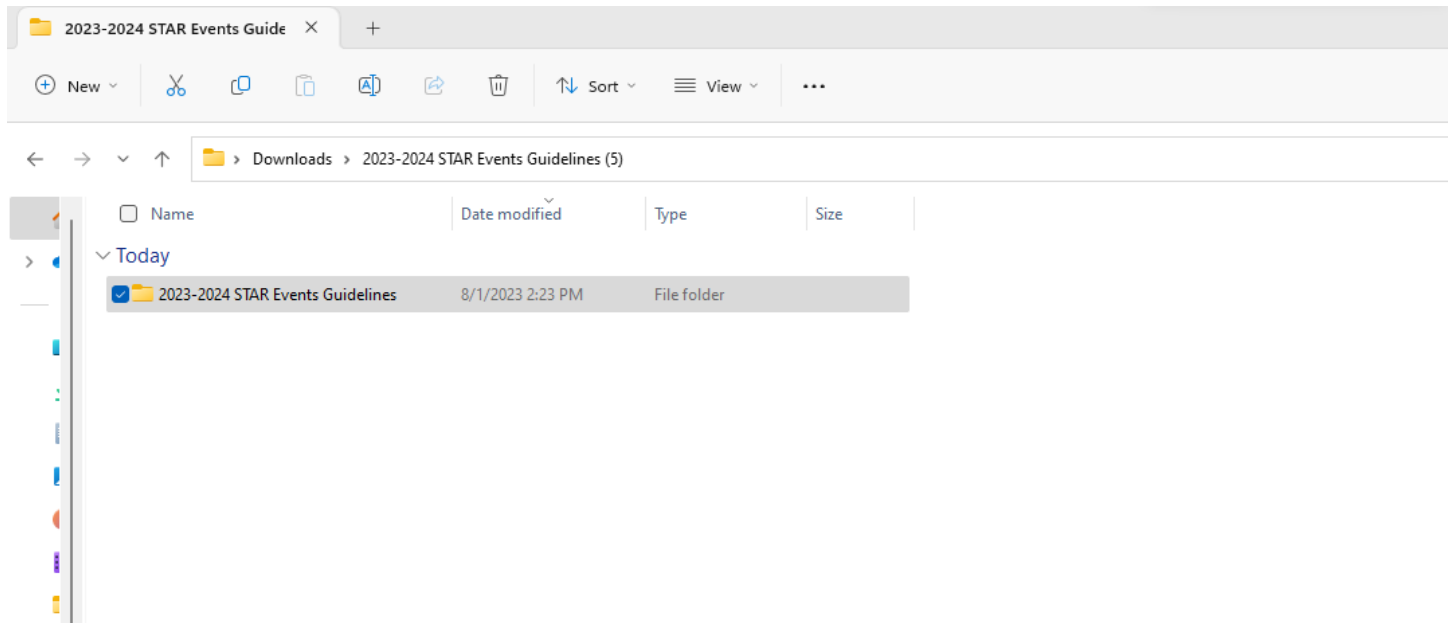 2023-2024 STAR Events Guide
New
Sort
View
Downloads > 2023-2024 STAR Events Guidelines (5)
Name Date modified Type Size
Today
2023-2024 STAR Events Guidelines 8/1/2023 2:23 PM File folder